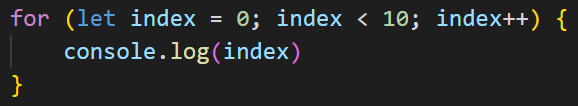 for (let index = 0; index < 10; index++) {
    console.log(index)
}